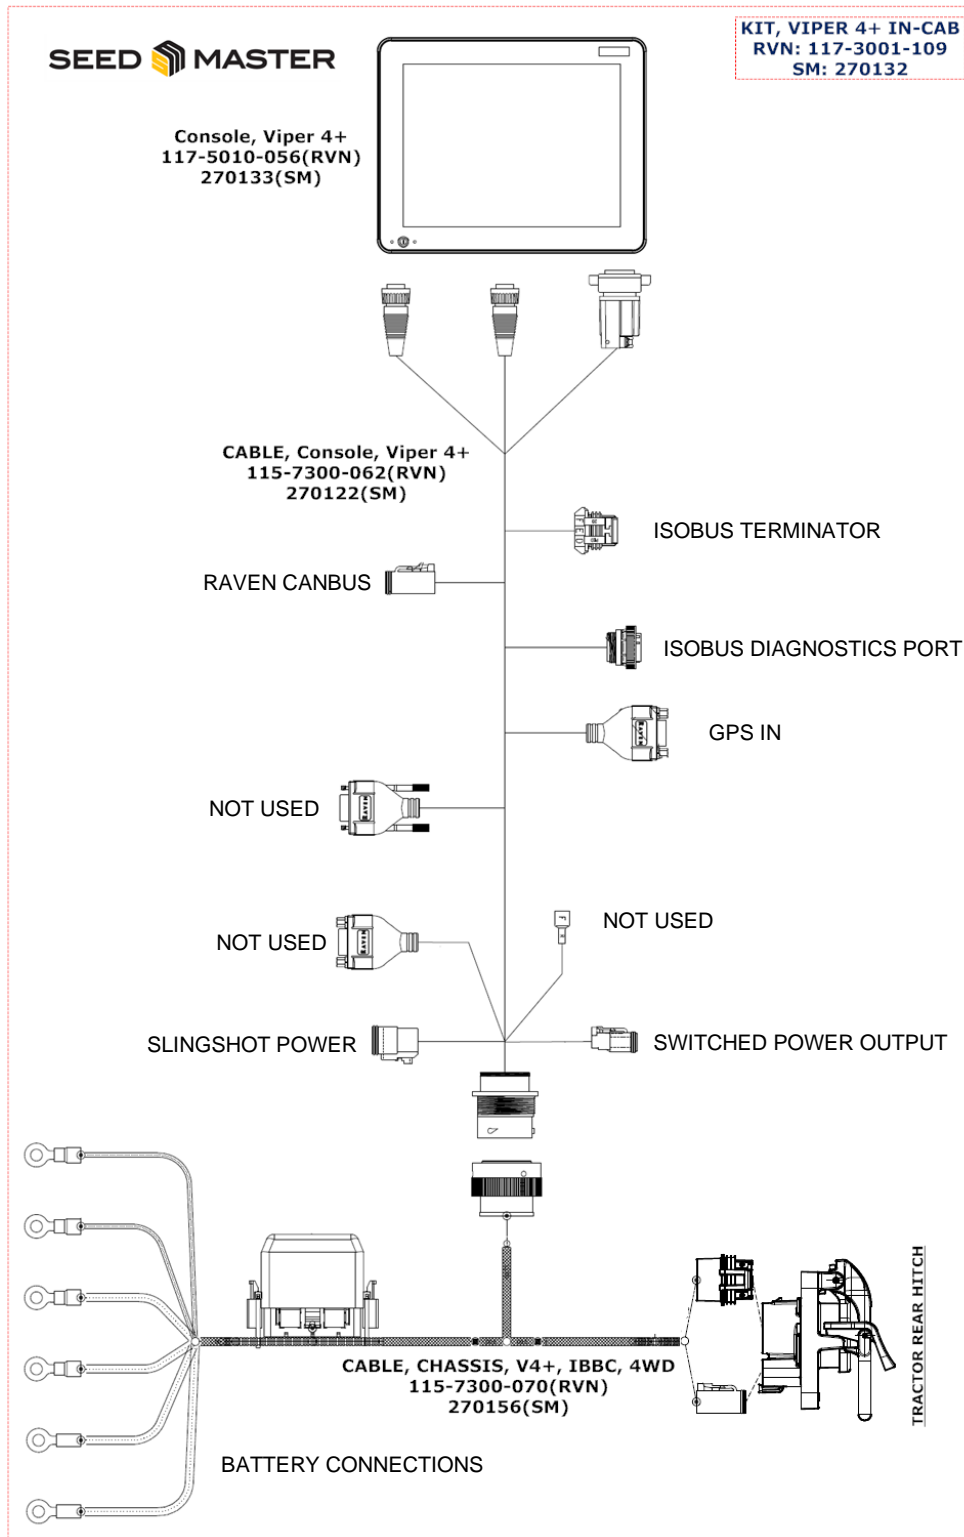 SEED MASTER
KIT, VIPER 4+ IN-CAB
RVN: 117-3001-109
SM: 270132
Console, Viper 4+
117-5010-056(RVN)
270133(SM)
CABLE, Console, Viper 4+
115-7300-062(RVN)
270122(SM)
ISOBUS TERMINATOR
RAVEN CANBUS
ISOBUS DIAGNOSTICS PORT
RAVEN
GPS IN
NOT USED
RAVEN
NOT USED
RAVEN
NOT USED
SLINGSHOT POWER
SWITCHED POWER OUTPUT
CABLE, CHASSIS, V4+, IBBC, 4WD
115-7300-070(RVN)
270156(SM)
TRACTOR REAR HITCH
BATTERY CONNECTIONS